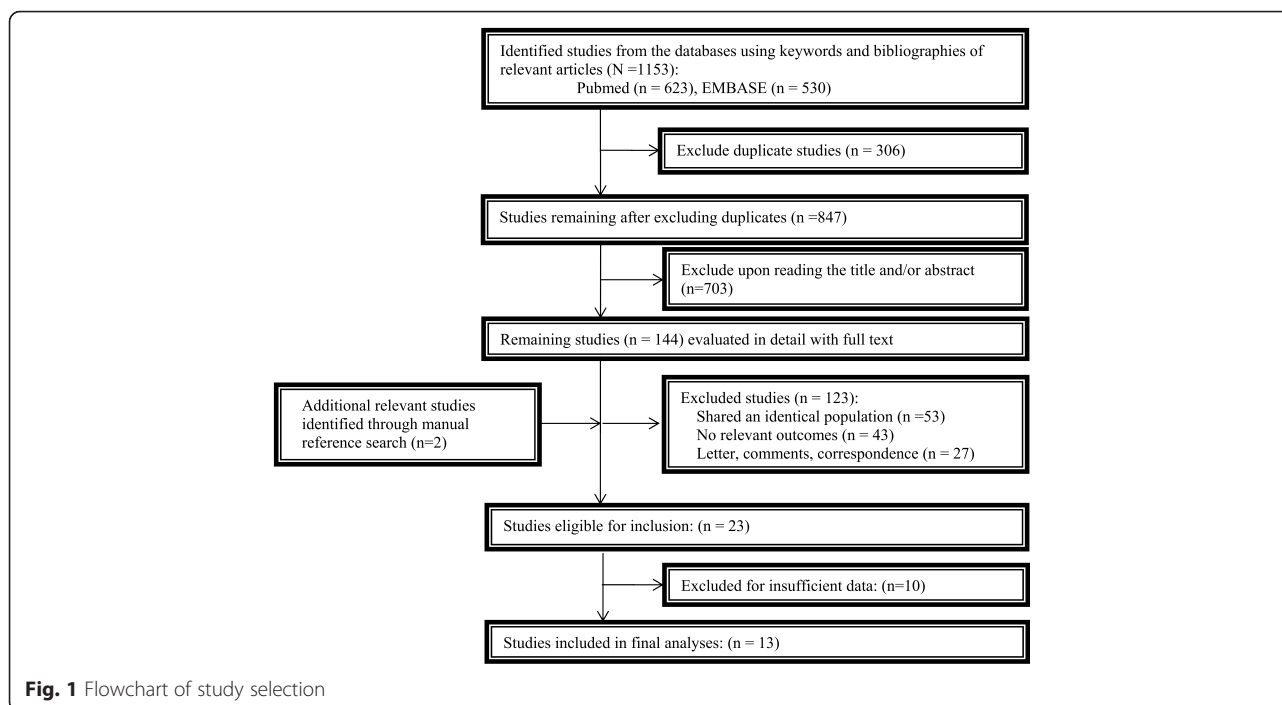 Identified studies from the databases using keywords and bibliographies of
relevant articles (N =1153):
Pubmed (n = 623), EMBASE (n = 530)
Exclude duplicate studies (n = 306)
Studies remaining after excluding duplicates (n =847)
Exclude upon reading the title and/or abstract
(n=703)
Remaining studies (n = 144) evaluated in detail with full text
Additional relevant studies
identified through manual
reference search (n=2)
Excluded studies (n = 123):
Shared an identical population (n =53)
No relevant outcomes (n = 43)
Letter, comments, correspondence (n = 27)
Studies eligible for inclusion: (n = 23)
Excluded for insufficient data: (n=10)
Studies included in final analyses: (n = 13)
Fig. 1 Flowchart of study selection